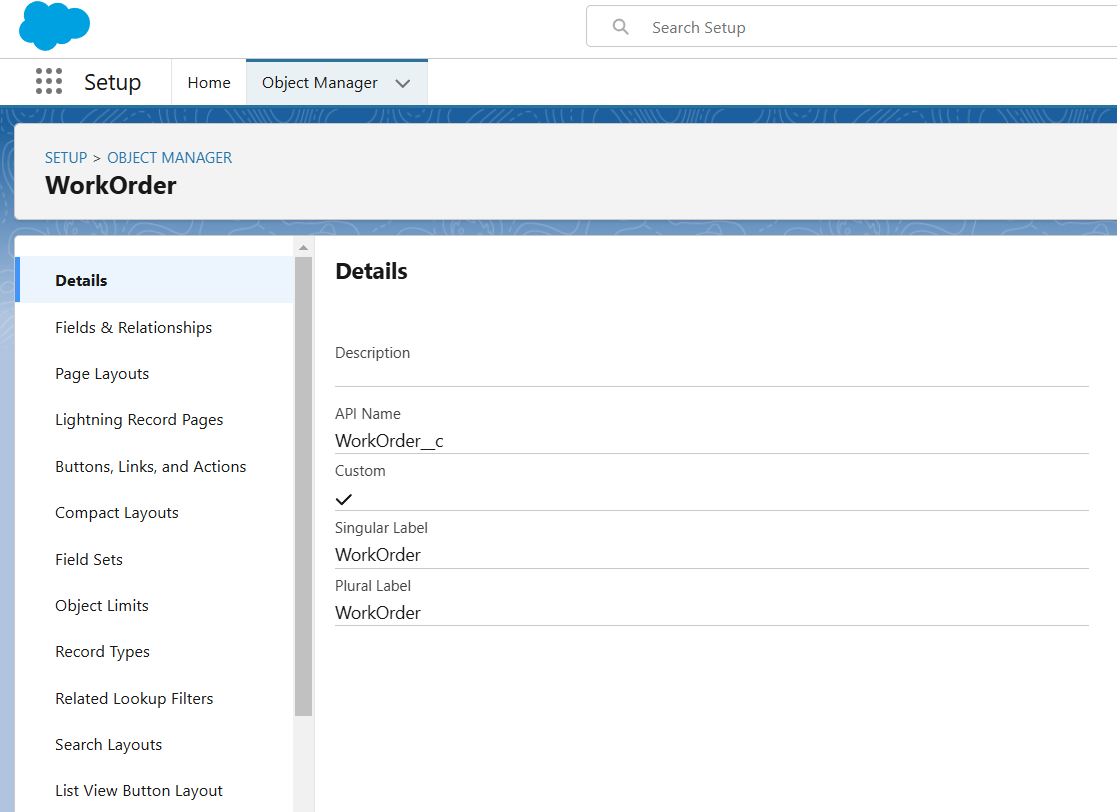 Search Setup
Setup Home Object Manager
SETUP > OBJECT MANAGER
WorkOrder
Details
Fields & Relationships
Page Layouts
Lightning Record Pages
Buttons, Links, and Actions
Compact Layouts
Field Sets
Object Limits
Record Types
Related Lookup Filters
Search Layouts
List View Button Layout
Details
Description
API Name
WorkOrder__c
Custom
Singular Label
WorkOrder
Plural Label
WorkOrder